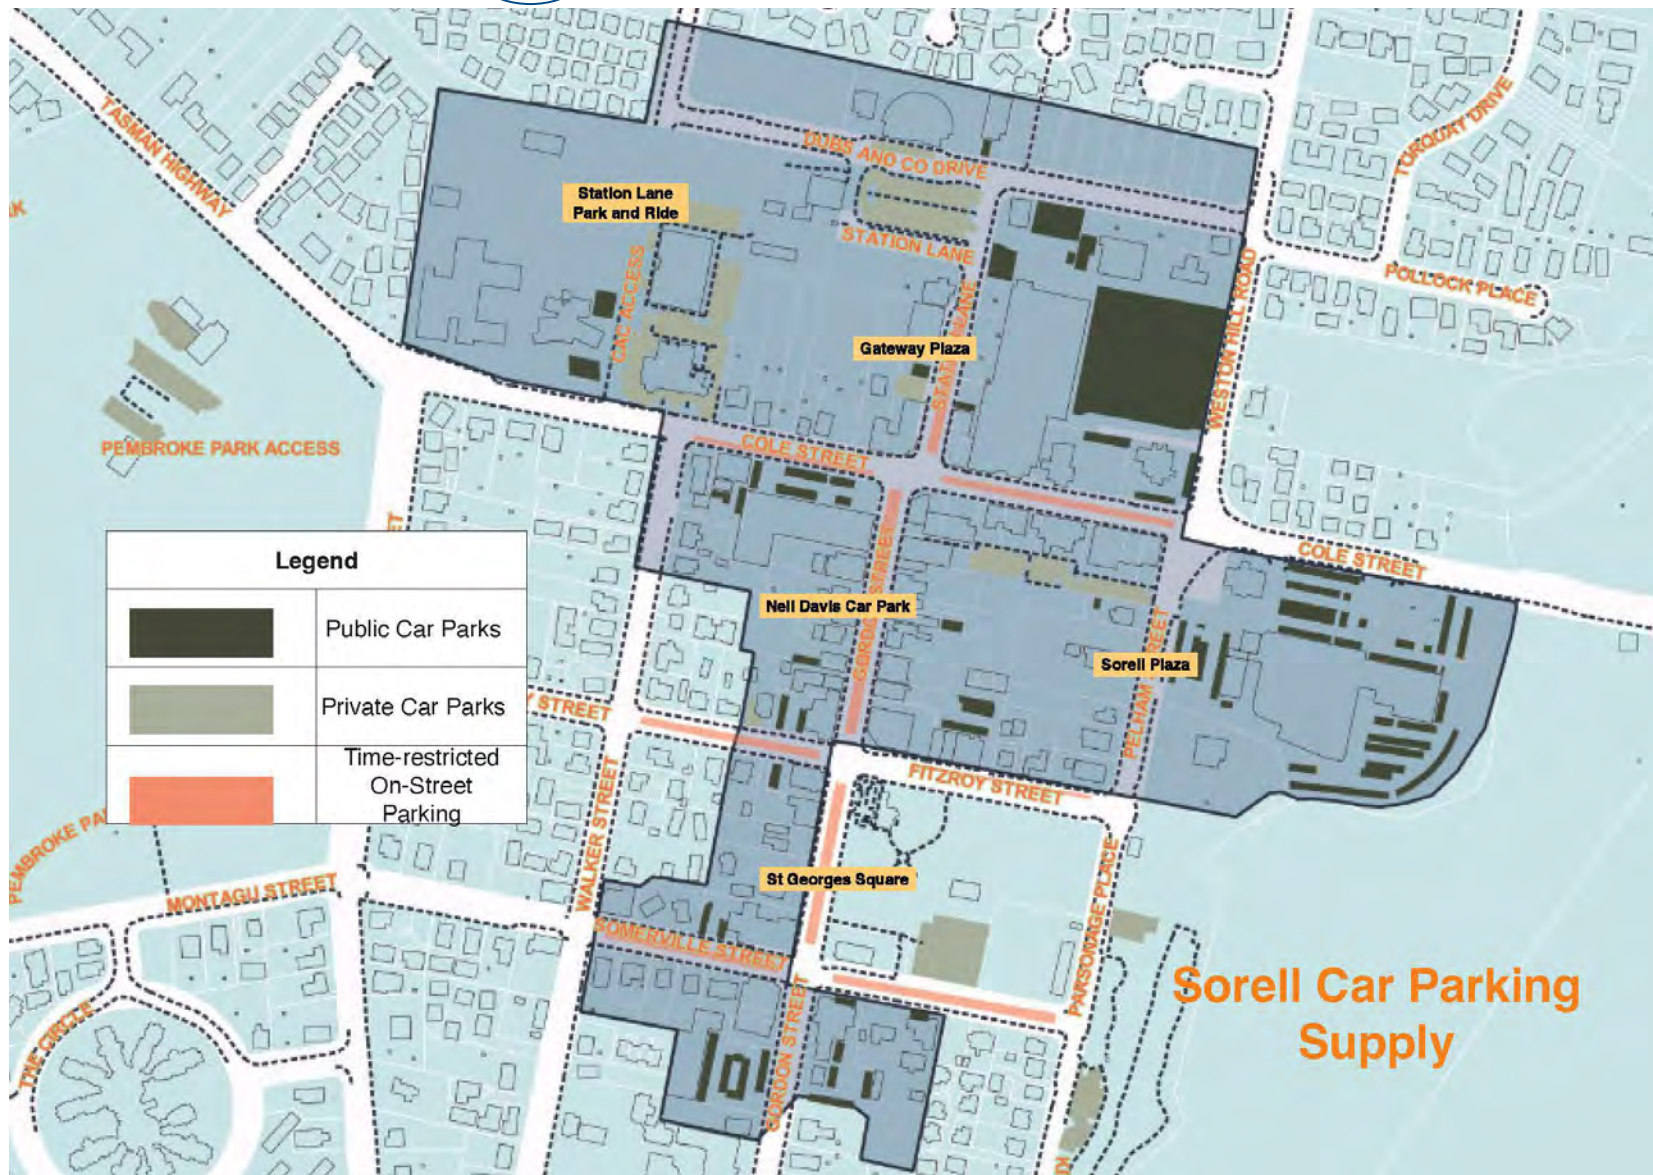 TASMAN HIGHWAY
TORQUAY DRIVE
DUBS AND CO DRIVE
Station Lane
Park and Ride
STATION LANE
CAC ACCESS
WESTON HILL ROAD
POLLOCK PLACE
Gateway Plaza
PEMBROKE PARK ACCESS
COLE STREET
COLE STREET
Legend
Public Car Parks
Private Car Parks
Time-restricted
On-Street
Parking
Neil Davis Car Park
STREET
Sorell Plaza
PELHAM STREET
Y STREET
FITZROY STREET
WALKER STREET
St Georges Square
PARSONAGE PLACE
PEMBROKE PA
MONTAGU STREET
SOMERVILLE STREET
GORDON STREET
THE CIRCLE
Sorell Car Parking
Supply